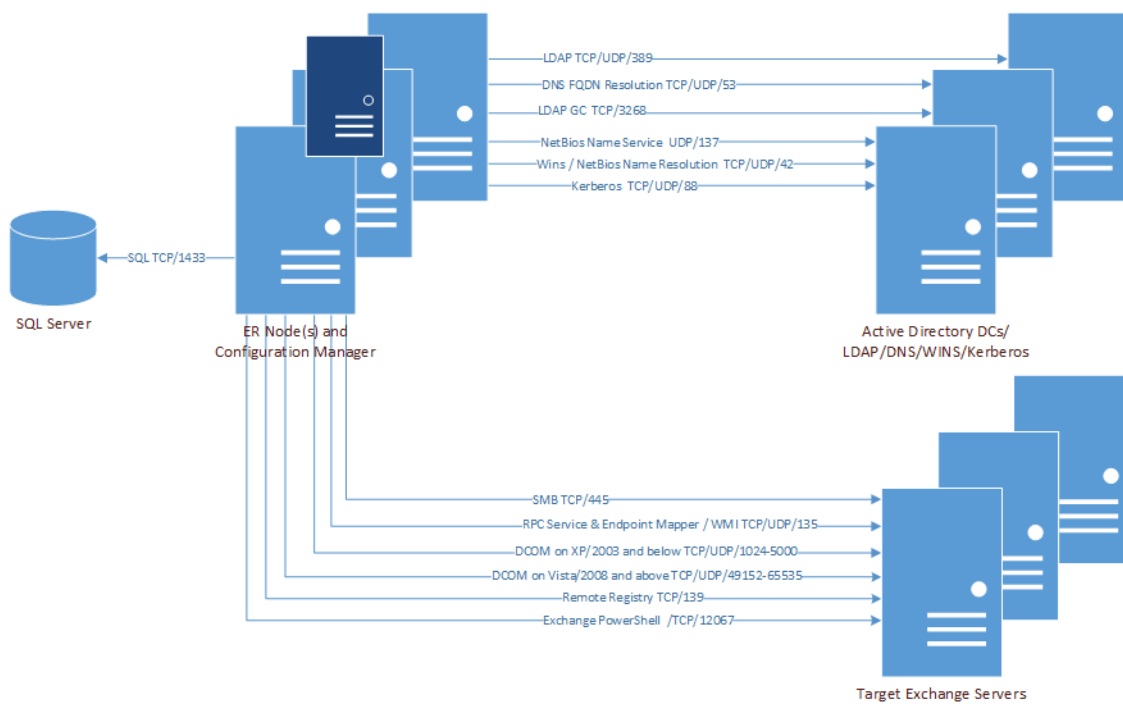 LDAP TCP/UDP/389
DNS FQDN Resolution TCP/UDP/53
LDAP GC TCP/3268
NetBios Name Service UDP/137
Wins / NetBios Name Resolution TCP/UDP/42
Kerberos TCP/UDP/88
SQL TCP/1433
SQL Server
ER Node(s) and
Configuration Manager
Active Directory DCs/
LDAP/DNS/WINS/Kerberos
SMB TCP/445
RPC Service & Endpoint Mapper / WMI TCP/UDP/135
DCOM on XP/2003 and below TCP/UDP/1024-5000
DCOM on Vista/2008 and above TCP/UDP/49152-65535
Remote Registry TCP/139
Exchange PowerShell /TCP/12067
Target Exchange Servers